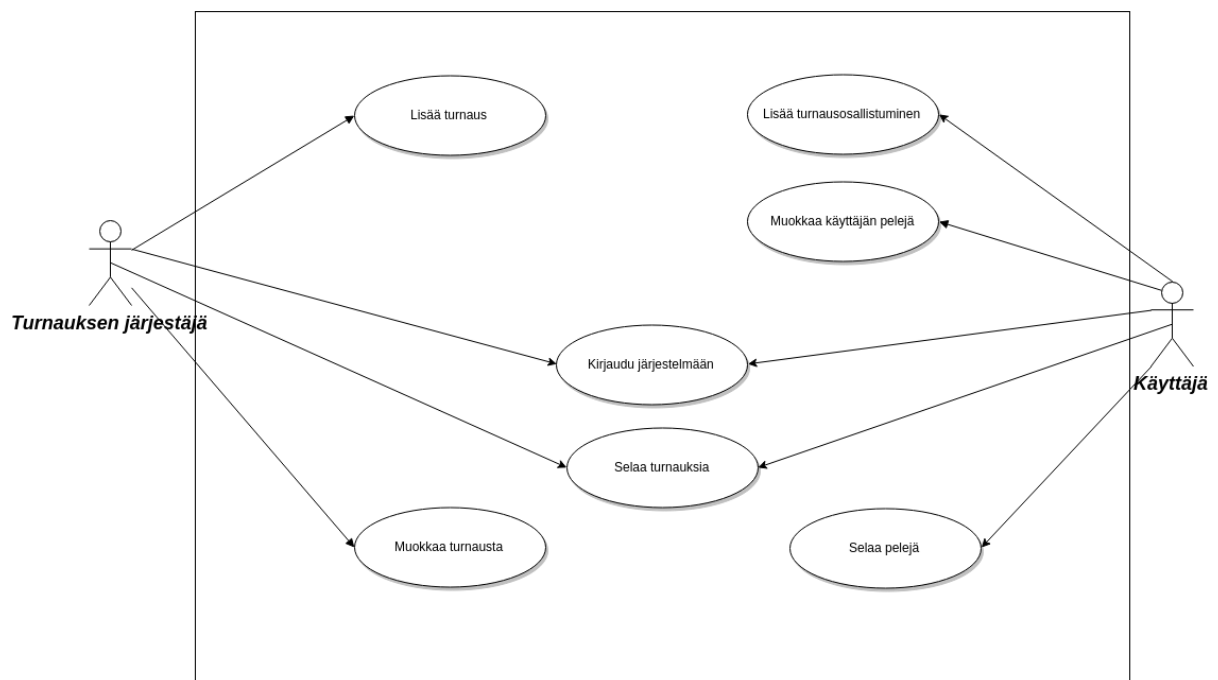 Lisää turnaus
Lisää turnausosallistuminen
Muokkaa käyttäjän pelejä
Turnauksen järjestäjä
Kirjaudu järjestelmään
Käyttäjä
Selaa turnauksia
Muokkaa turnausta
Selaa pelejä